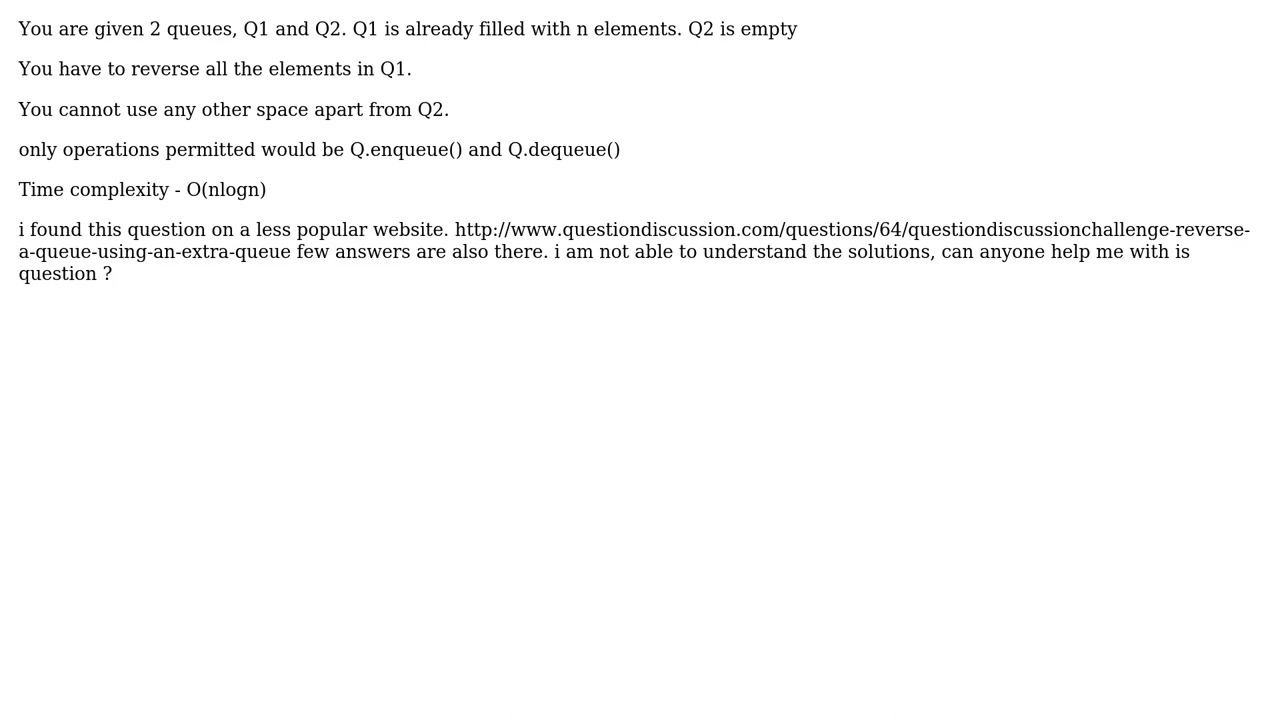 You are given 2 queues, Q1 and Q2. Q1 is already filled with n elements. Q2 is empty
You have to reverse all the elements in Q1.
You cannot use any other space apart from Q2.
only operations permitted would be Q.enqueue() and Q.dequeue()
Time complexity - O(nlogn)
i found this question on a less popular website. http://www.questiondiscussion.com/questions/64/questiondiscussionchallenge-reverse-
a-queue-using-an-extra-queue few answers are also there. i am not able to understand the solutions, can anyone help me with is
question ?